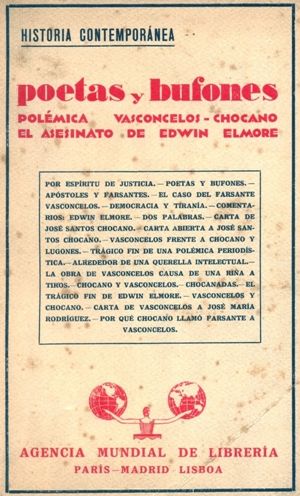 HISTORIA CONTEMPORÁNEA
poetas y bufones
POLÉMICA VASCONCELOS - CHOCANO
EL ASESINATO DE EDWIN ELMORE
POR ESPÍRITU DE JUSTICIA. — POETAS Y BUFONES. —
APÓSTOLES Y FARSANTES. — EL CASO DEL FARSANTE
VASCONCELOS. — DEMOCRACIA Y TIRANÍA. — COMENTA-
RIOS: EDWIN ELMORE. — DOS PALABRAS. — CARTA DE
JOSÉ SANTOS CHOCANO. — CARTA ABIERTA A JOSÉ SAN-
TOS CHOCANO. — VASCONCELOS FRENTE A CHOCANO Y
LUGONES. — TRÁGICO FIN DE UNA POLÉMICA PERIODÍS-
TICA. — ALREDEDOR DE UNA QUERELLA INTELECTUAL. —
LA OBRA DE VASCONCELOS CAUSA DE UNA RIÑA A
TIROS. — CHOCANO Y VASCONCELOS. — CHOCANADAS. — EL
TRÁGICO FIN DE EDWIN ELMORE. — VASCONCELOS Y
CHOCANO. — CARTA DE VASCONCELOS A JOSÉ MARÍA
RODRÍGUEZ. — POR QUÉ CHOCANO LLAMÓ FARSANTE A
VASCONCELOS.
AGENCIA MUNDIAL DE LIBRERÍA
PARÍS—MADRID LISBOA